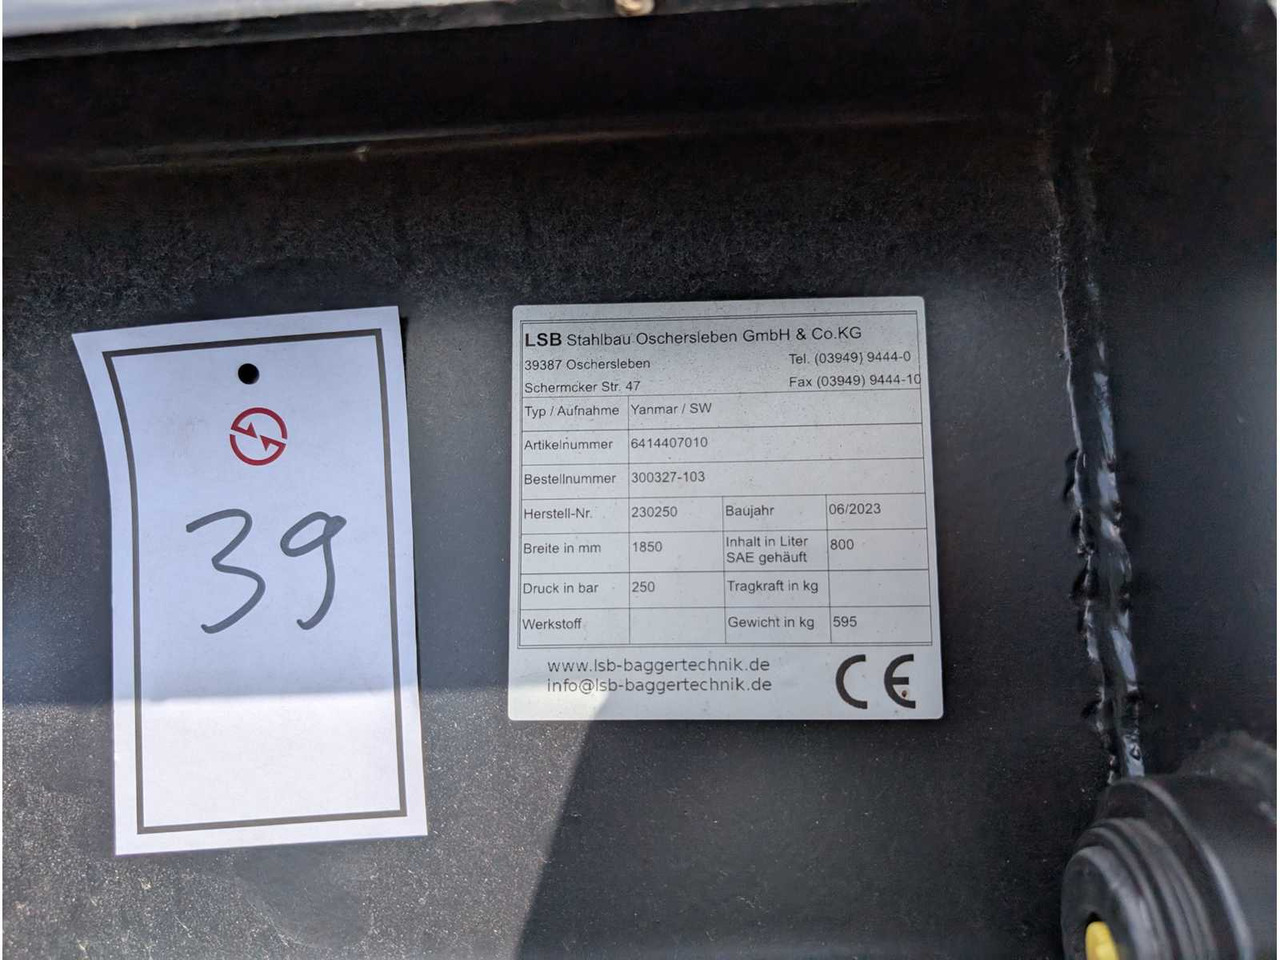 39
LSB Stahlbau Oschersleben GmbH & Co.KG
39387 Oschersleben Tel. (03949) 9444-0
Schermcker Str. 47 Fax (03949) 9444-10
Typ / Aufnahme Yanmar / SW
Artikelnummer 6414407010
Bestellnummer 300327-103
Herstell-Nr. 230250 Baujahr 06/2023
Breite in mm 1850 Inhalt in Liter SAE gehäuft 800
Druck in bar 250 Tragkraft in kg
Werkstoff Gewicht in kg 595
www.lsb-baggertechnik.de
info@lsb-baggertechnik.de
CE